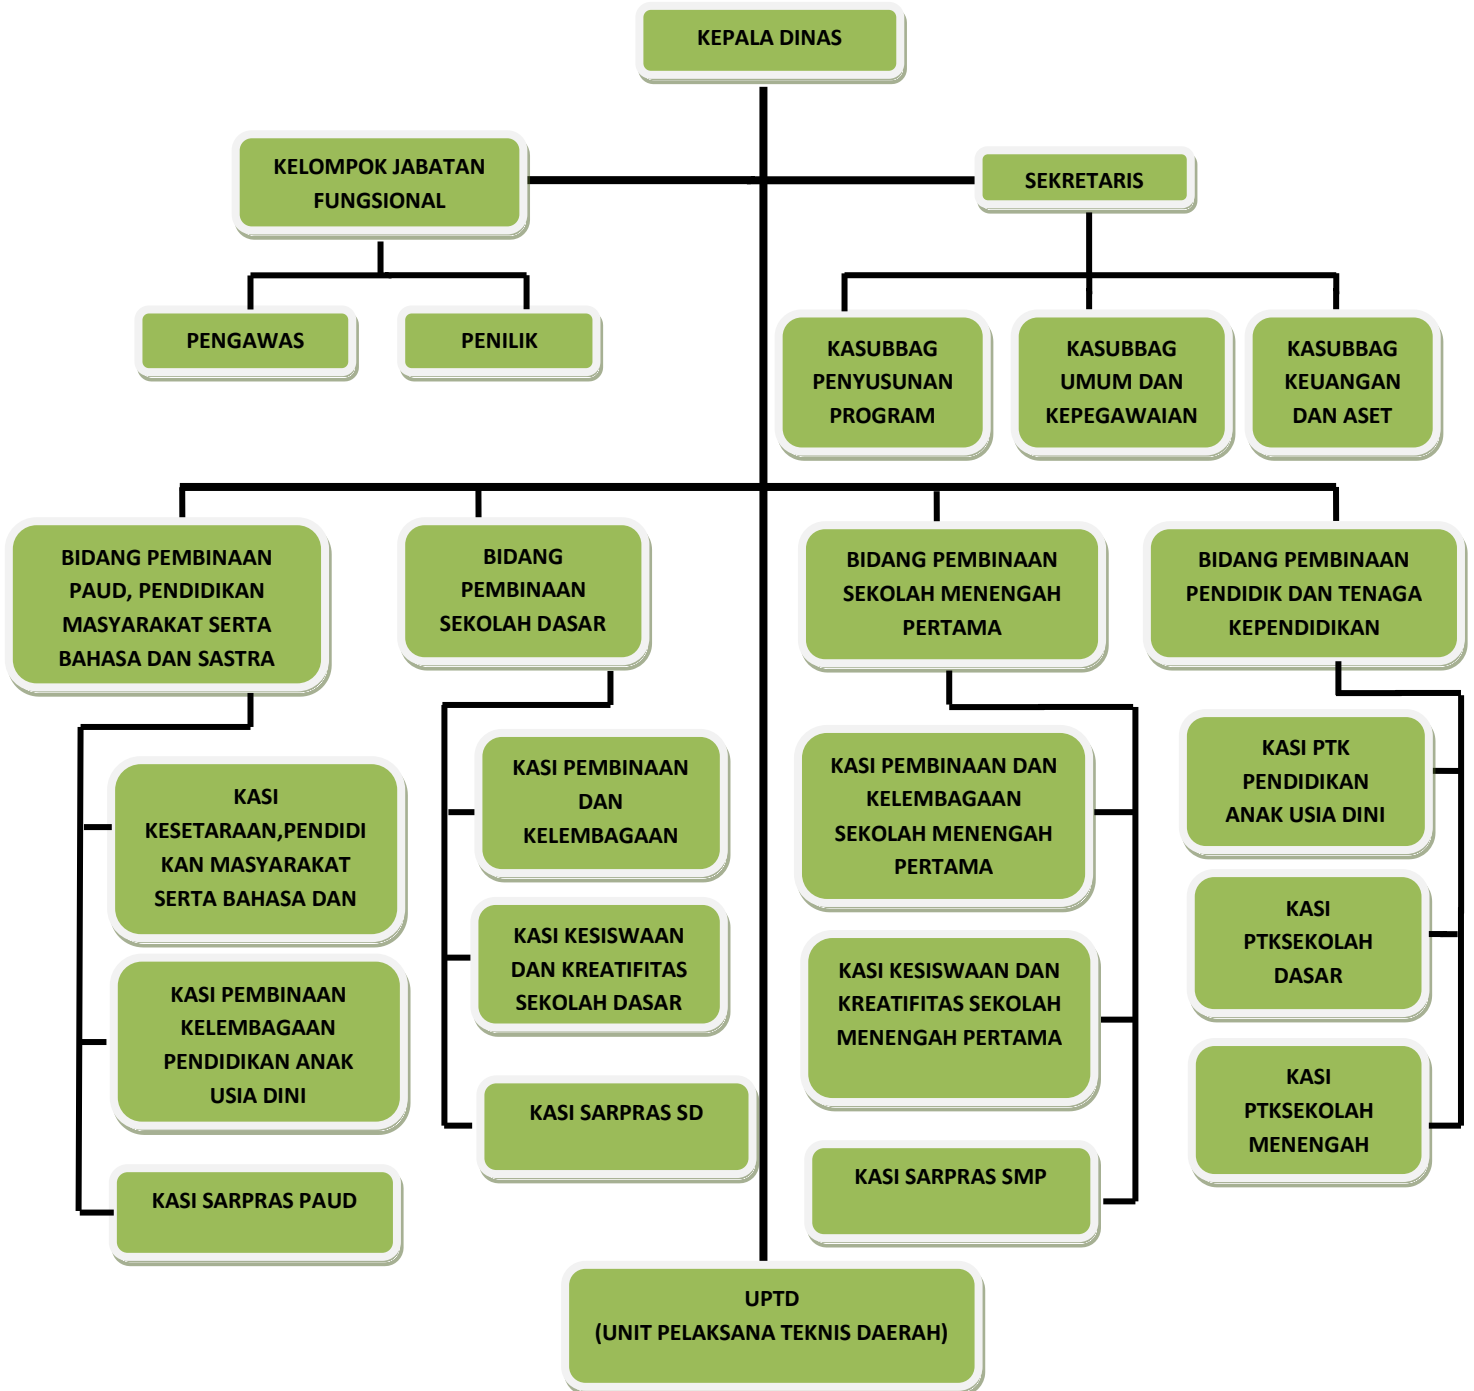 KEPALA DINAS
KELOMPOK JABATAN
FUNGSIONAL
SEKRETARIS
PENGAWAS
PENILIK
KASUBBAG
PENYUSUNAN
PROGRAM
KASUBBAG
UMUM DAN
KEPEGAWAIAN
KASUBBAG
KEUANGAN
DAN ASET
BIDANG PEMBINAAN
PAUD, PENDIDIKAN
MASYARAKAT SERTA
BAHASA DAN SASTRA
BIDANG
PEMBINAAN
SEKOLAH DASAR
BIDANG PEMBINAAN
SEKOLAH MENENGAH
PERTAMA
BIDANG PEMBINAAN
PENDIDIK DAN TENAGA
KEPENDIDIKAN
KASI
KESETARAAN,PENDIDI
KAN MASYARAKAT
SERTA BAHASA DAN
KASI PEMBINAAN
KELEMBAGAAN
PENDIDIKAN ANAK
USIA DINI
KASI SARPRAS PAUD
KASI PEMBINAAN
DAN
KELEMBAGAAN
KASI KESISWAAN
DAN KREATIFITAS
SEKOLAH DASAR
KASI SARPRAS SD
KASI PEMBINAAN DAN
KELEMBAGAAN
SEKOLAH MENENGAH
PERTAMA
KASI KESISWAAN DAN
KREATIFITAS SEKOLAH
MENENGAH PERTAMA
KASI SARPRAS SMP
KASI PTK
PENDIDIKAN
ANAK USIA DINI
KASI
PTKSEKOLAH
DASAR
KASI
PTKSEKOLAH
MENENGAH
UPTD
(UNIT PELAKSANA TEKNIS DAERAH)